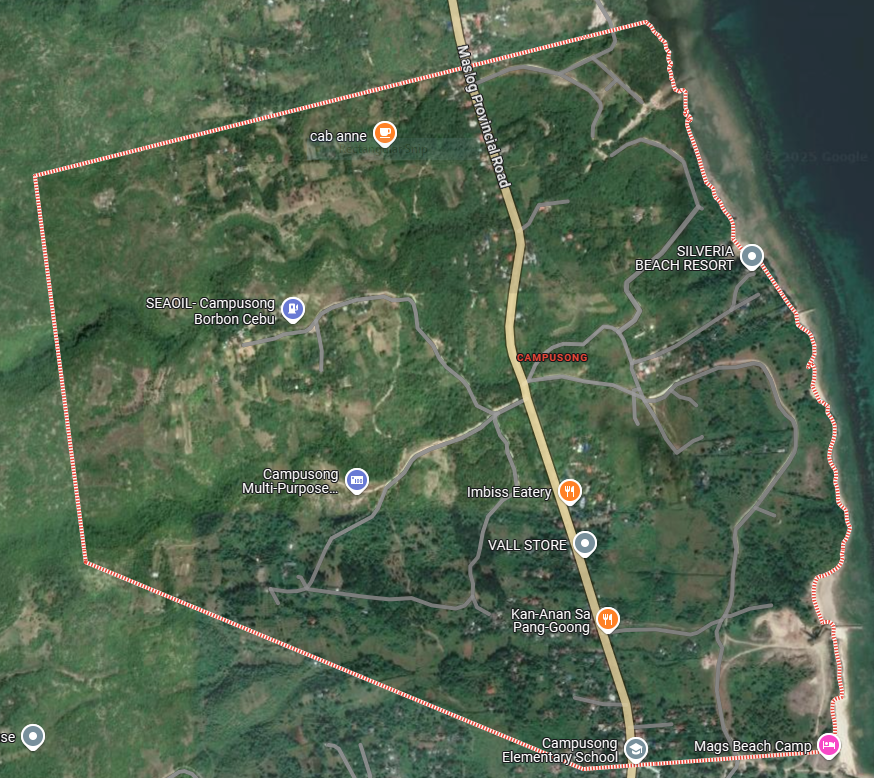 Maslog Provincial Road
cab anne
©2025 Google
SILVERIA
BEACH RESORT
SEAOIL- Campusong
Borbon Cebu
CAMPUSONG
Campusong
Multi-Purpose...
Imbiss Eatery
VALL STORE
Kan-Anan Sa
Pang-Goong
se
Campusong
Elementary School
Mags Beach Camp